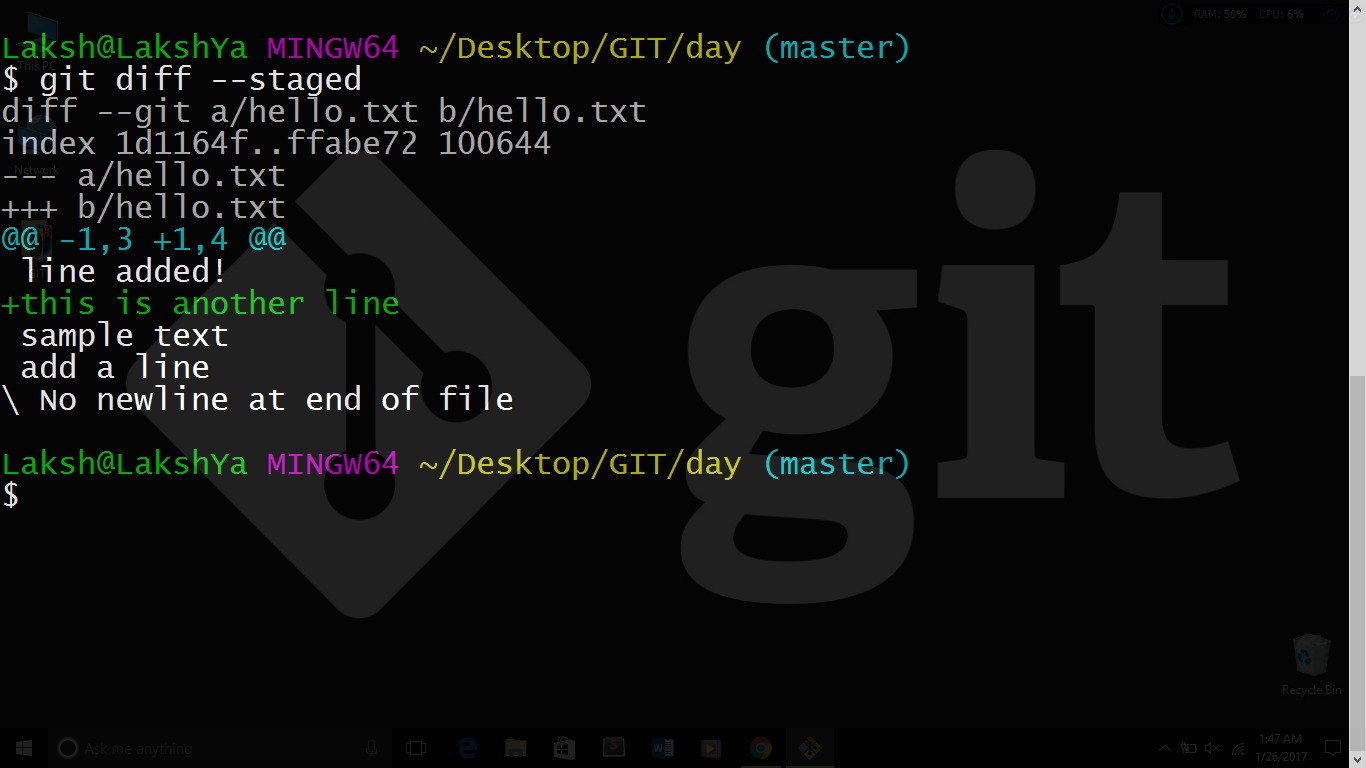 RAM: 50% CPU: 6%
Laksh@LakshYa MINGW64 ~/Desktop/GIT/day (master)
This PC
$ git diff --staged
diff --git a/hello.txt b/hello.txt
index 1d1164f..ffabe72 100644
Network
--- a/hello.txt
+++ b/hello.txt
@@ -1,3 +1,4 @@
 line added!
+this is another line
 sample text
 add a line
\ No newline at end of file
Laksh@LakshYa MINGW64 ~/Desktop/GIT/day (master)
$
git
Recycle Bin
Ask me anything
1:47 AM
1/26/2017